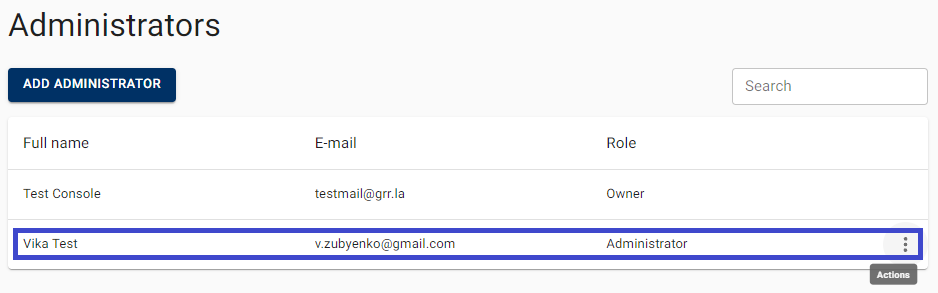 Administrators
ADD ADMINISTRATOR
Search
Full name E-mail Role
Test Console testmail@grr.la Owner
Vika Test v.zubyenko@gmail.com Administrator
Actions